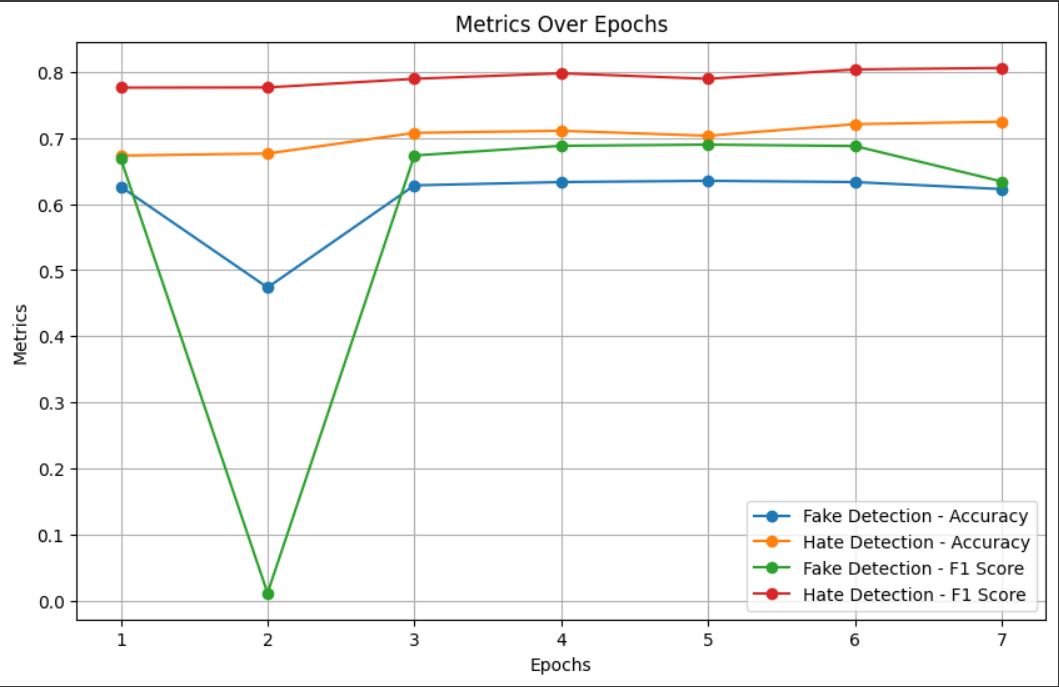 Metrics Over Epochs
Metrics
0.8
0.7
0.6
0.5
0.4
0.3
0.2
0.1
0.0
Fake Detection - Accuracy
Hate Detection - Accuracy
Fake Detection - F1 Score
Hate Detection - F1 Score
1 2 3 4 5 6 7
Epochs